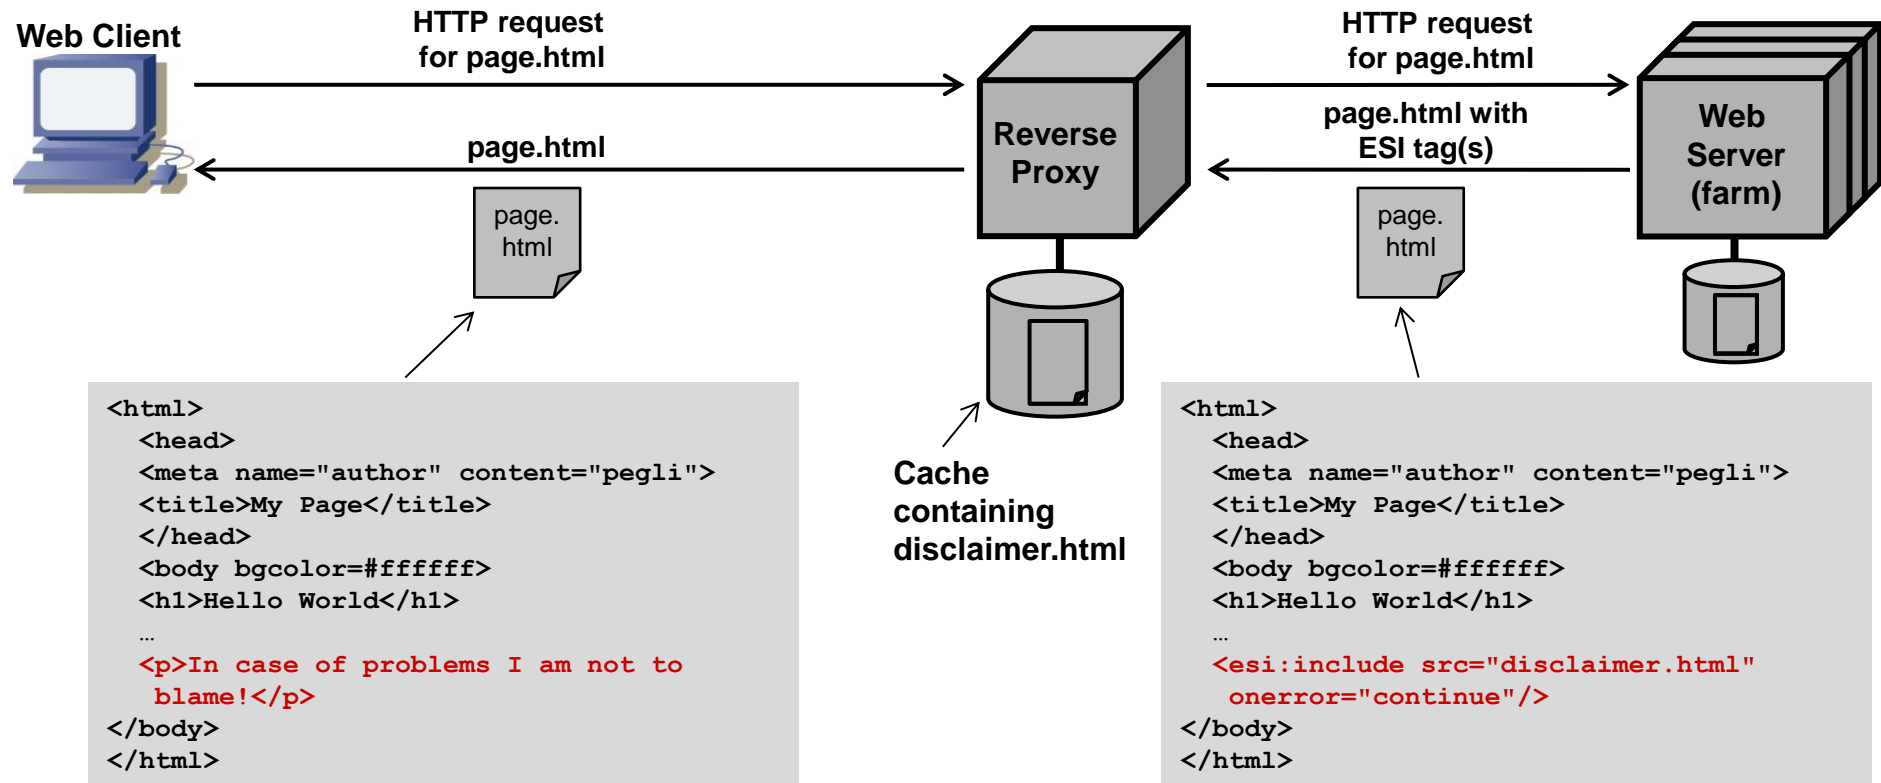 Web Client
HTTP request
for page.html
HTTP request
for page.html
page.html
page.html with
ESI tag(s)
Reverse
Proxy
Web
Server
(farm)
page.
html
page.
html
<html>
<head>
<meta name="author" content="pegli">
<title>My Page</title>
</head>
<body bgcolor=#ffffff>
<h1>Hello World</h1>
…
<p>In case of problems I am not to
blame!</p>
</body>
</html>
Cache
containing
disclaimer.html
<html>
<head>
<meta name="author" content="pegli">
<title>My Page</title>
</head>
<body bgcolor=#ffffff>
<h1>Hello World</h1>
…
<esi:include src="disclaimer.html"
onerror="continue"/>
</body>
</html>